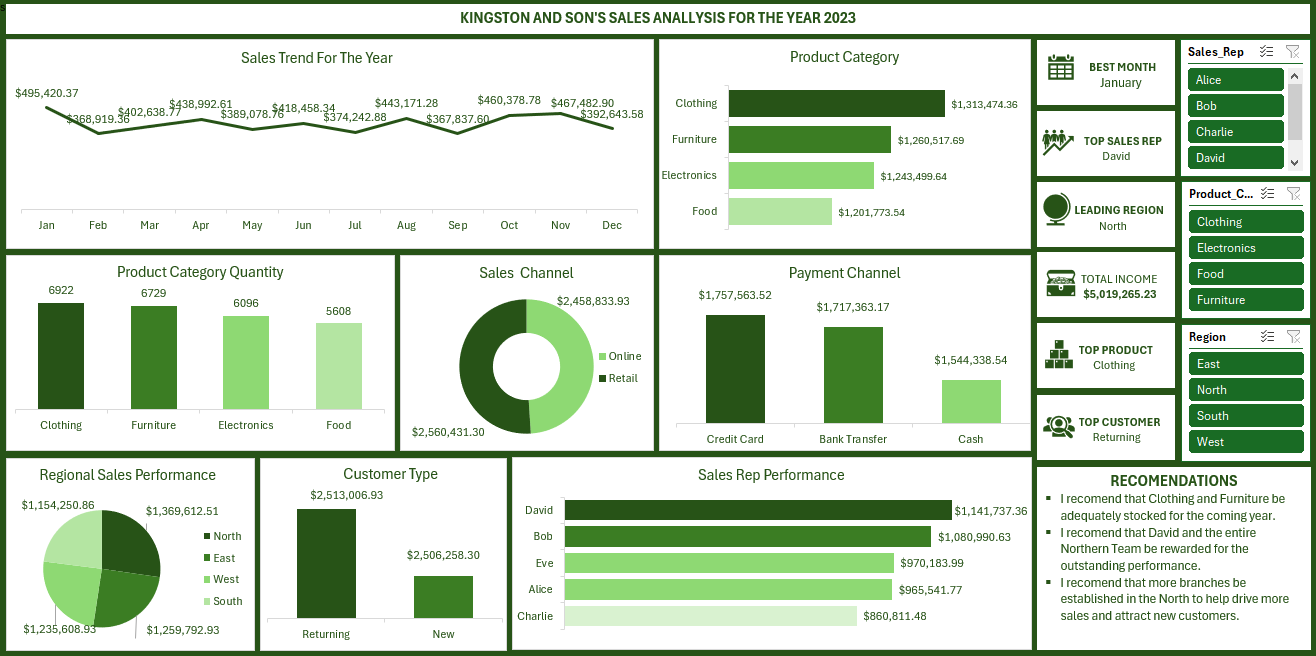 KINGSTON AND SON'S SALES ANALLYSIS FOR THE YEAR 2023
Sales Trend For The Year
$495,420.37
$368,919.36
$402,638.77
$438,992.61
$389,078.76
$418,458.34
$374,242.88
$443,171.28
$367,837.60
$460,378.78
$467,482.90
$392,643.58
Jan Feb Mar Apr May Jun Jul Aug Sep Oct Nov Dec
Product Category
Clothing $1,313,474.36
Furniture $1,260,517.69
Electronics $1,243,499.64
Food $1,201,773.54
BEST MONTH
January
TOP SALES REP
David
LEADING REGION
North
TOTAL INCOME
$5,019,265.23
TOP PRODUCT
Clothing
TOP CUSTOMER
Returning
Sales_Rep
Alice
Bob
Charlie
David
Product_C...
Clothing
Electronics
Food
Furniture
Region
East
North
South
West
Product Category Quantity
6922 6729 6096 5608
Clothing Furniture Electronics Food
Sales Channel
$2,458,833.93
Online
Retail
$2,560,431.30
Payment Channel
$1,757,563.52
$1,717,363.17
$1,544,338.54
Credit Card Bank Transfer Cash
Regional Sales Performance
$1,154,250.86
$1,369,612.51
North
East
West
South
$1,235,608.93
$1,259,792.93
Customer Type
$2,513,006.93
$2,506,258.30
Returning New
Sales Rep Performance
David $1,141,737.36
Bob $1,080,990.63
Eve $970,183.99
Alice $965,541.77
Charlie $860,811.48
RECOMENDATIONS
▪ I recomend that Clothing and Furniture be
adequately stocked for the coming year.
▪ I recomend that David and the entire
Northern Team be rewarded for the
outstanding performance.
▪ I recomend that more branches be
established in the North to help drive more
sales and attract new customers.